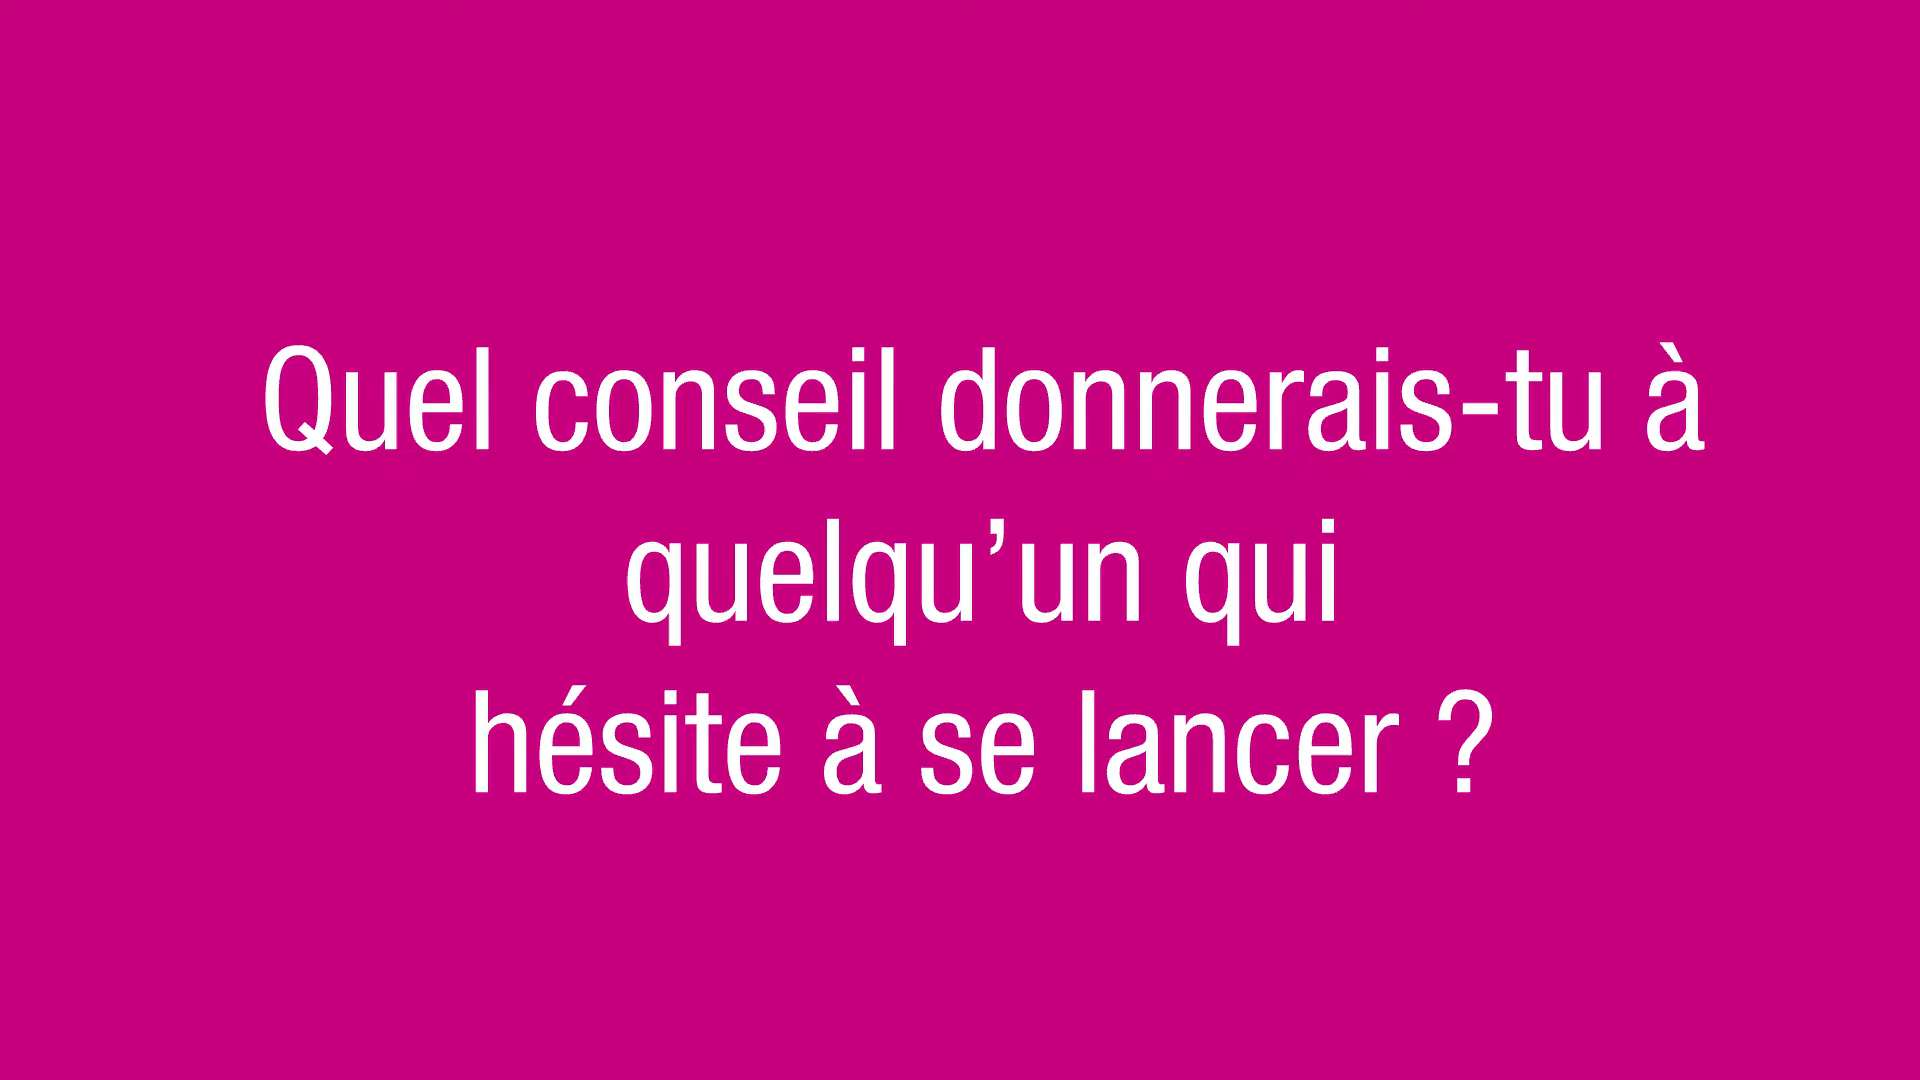 Quel conseil donnerais-tu à
quelqu’un qui
hésite à se lancer ?